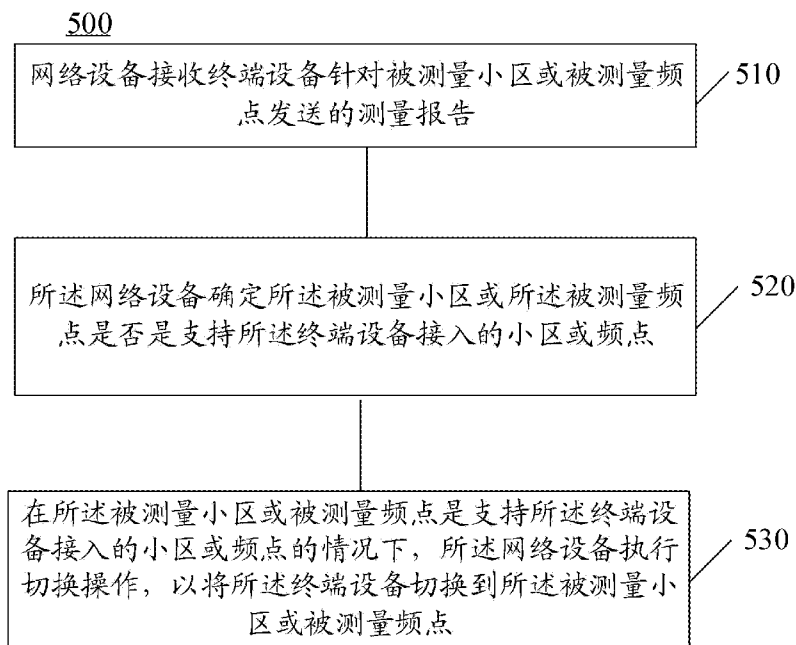 500
网络设备接收终端设备针对被测量小区或被测量频
点发送的测量报告
510
所述网络设备确定所述被测量小区或所述被测量频
点是否是支持所述终端设备接入的小区或频点
520
在所述被测量小区或被测量频点是支持所述终端设
备接入的小区或频点的情况下，所述网络设备执行
切换操作，以将所述终端设备切换到所述被测量小
区或被测量频点
530